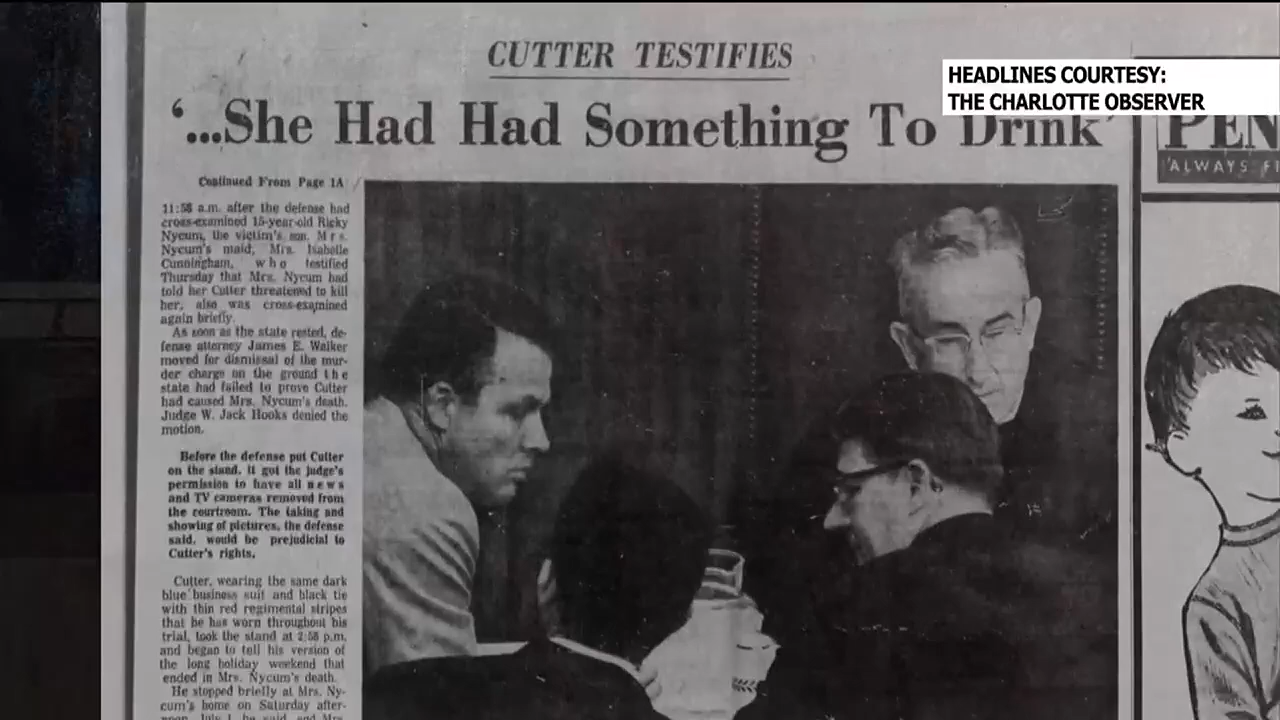 CUTTER TESTIFIES
HEADLINES COURTESY:
THE CHARLOTTE OBSERVER
‘...She Had Had Something To Drink’
PEN
'ALWAYS FI
Continued From Page 1A
11:58 a.m. after the defense had
cross-examined 15-year-old Ricky
Nycum, the victim's son. Mrs.
Nycum's maid, Mrs. Isabelle
Cunningham, who testified
Thursday that Mrs. Nycum had
told her Cutter threatened to kill
her, also was cross-examined
again briefly.
As soon as the state rested, de-
fense attorney James E. Walker
moved for dismissal of the mur-
der charge on the ground the
state had failed to prove Cutter
had caused Mrs. Nycum's death.
Judge W. Jack Hooks denied the
motion.
Before the defense put Cutter
on the stand, it got the judge's
permission to have all news
and TV cameras removed from
the courtroom. The taking and
showing of pictures, the defense
said, would be prejudicial to
Cutter's rights.
Cutter, wearing the same dark
blue business suit and black tie
with thin red regimental stripes
that he has worn throughout his
trial, took the stand at 2:58 p.m.
and began to tell his version of
the long holiday weekend that
ended in Mrs. Nycum's death.
He stopped briefly at Mrs. Ny-
cum's home on Saturday after-
noon, July 1, he said, and Mrs.